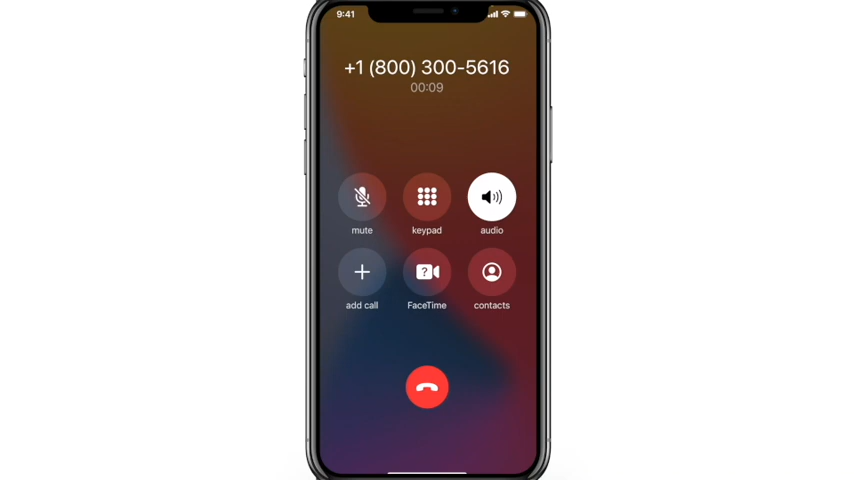 9:41
+1 (800) 300-5616
00:09
mute keypad audio
?
add call FaceTime contacts